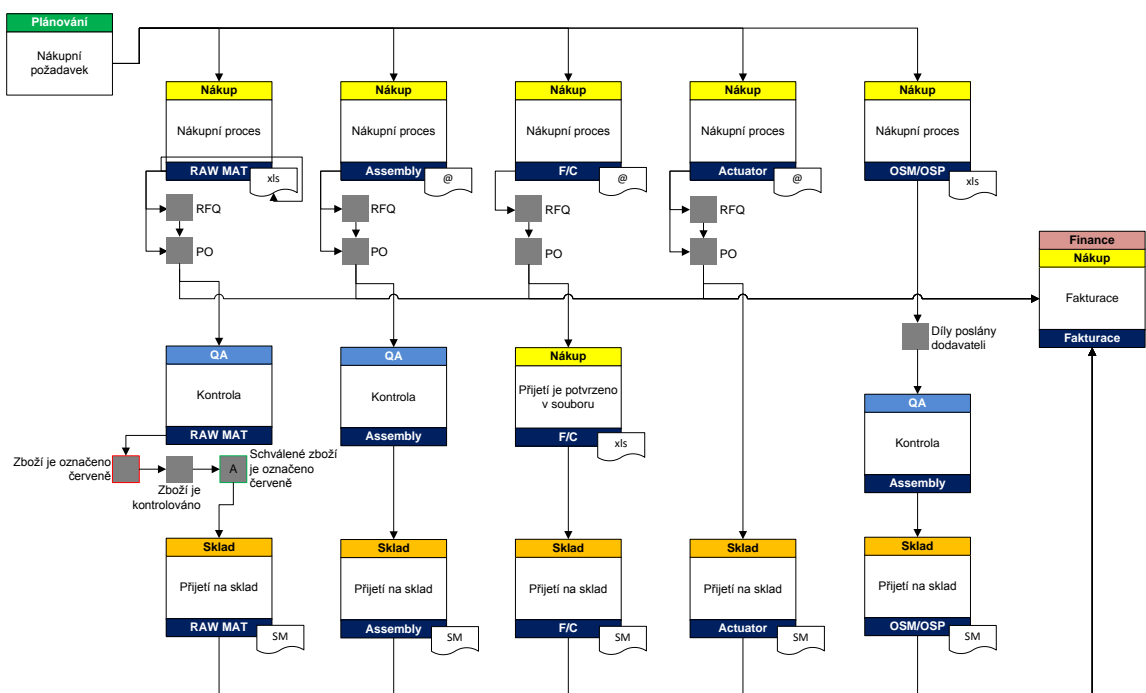 Plánování
Nákupní
požadavek
Nákup
Nákupní proces
RAW MAT
xls
Nákup
Nákupní proces
Assembly
@
Nákup
Nákupní proces
F/C
@
Nákup
Nákupní proces
Actuator
@
Nákup
Nákupní proces
OSM/OSP
xls
RFQ
PO
RFQ
PO
RFQ
PO
RFQ
PO
Finance
Nákup
Fakturace
Fakturace
Díly poslány
dodavateli
QA
Kontrola
RAW MAT
QA
Kontrola
Assembly
Nákup
Přijetí je potvrzeno
v souboru
F/C
xls
QA
Kontrola
Assembly
Zboží je označeno
červeně
Zboží je
kontrolováno
A
Schválené zboží
je označeno
červeně
Sklad
Přijetí na sklad
RAW MAT
SM
Sklad
Přijetí na sklad
Assembly
SM
Sklad
Přijetí na sklad
F/C
SM
Sklad
Přijetí na sklad
Actuator
SM
Sklad
Přijetí na sklad
OSM/OSP
SM